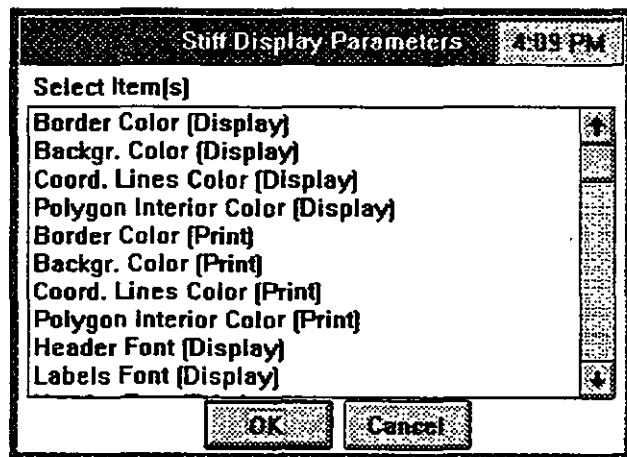 Stiff Display Parameters 4:09 PM
Select Item(s)
Border Color (Display)
Backgr. Color (Display)
Coord. Lines Color (Display)
Polygon Interior Color (Display)
Border Color (Print)
Backgr. Color (Print)
Coord. Lines Color (Print)
Polygon Interior Color (Print)
Header Font (Display)
Labels Font (Display)
OK Cancel